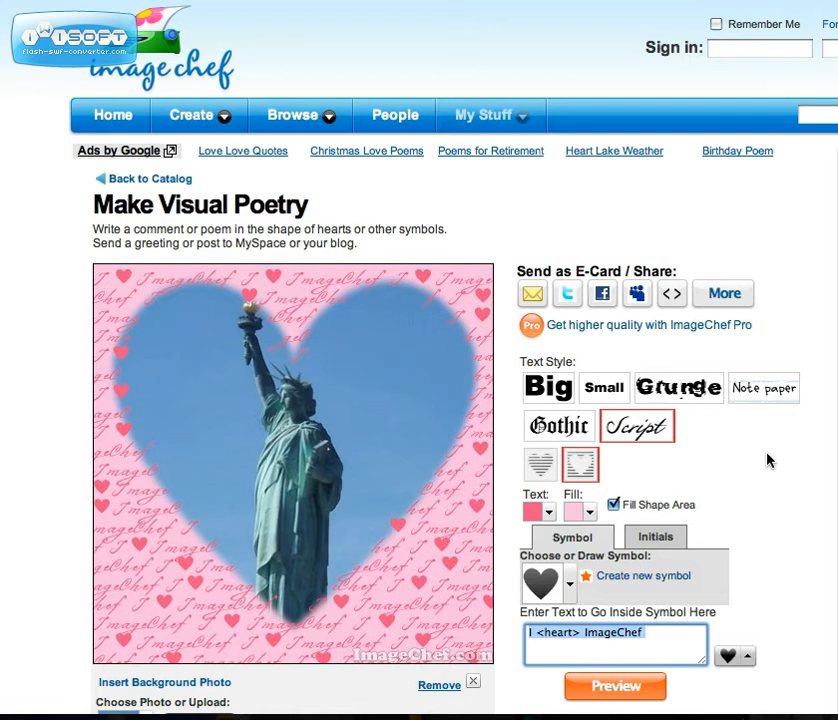 iWiSOFT
flash-swf-converter.com
imagechef
Remember Me
Sign in:
Home Create Browse People My Stuff
Ads by Google Love Love Quotes Christmas Love Poems Poems for Retirement Heart Lake Weather Birthday Poem
Back to Catalog
Make Visual Poetry
Write a comment or poem in the shape of hearts or other symbols.
Send a greeting or post to MySpace or your blog.
Send as E-Card / Share:
<> More
Pro Get higher quality with ImageChef Pro
Text Style:
Big Small Grunge Note paper
Gothic Script
Text: Fill:
Fill Shape Area
Symbol Initials
Choose or Draw Symbol:
Create new symbol
Enter Text to Go Inside Symbol Here
I <heart> ImageChef
Preview
ImageChef.com
Insert Background Photo
Remove
Choose Photo or Upload: